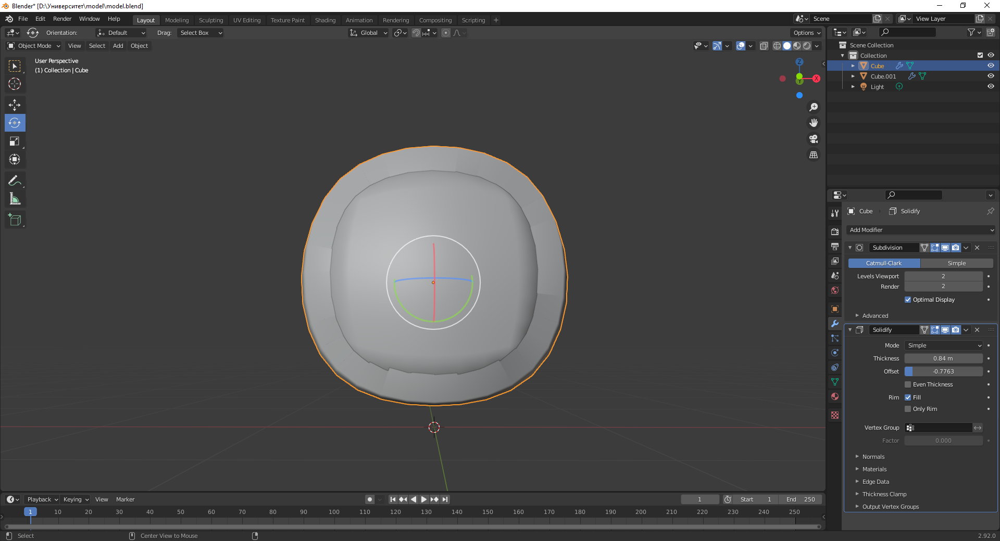 Blender* [D:\Университет\model\model.blend]
File Edit Render Window Help
Layout Modeling Sculpting UV Editing Texture Paint Shading Animation Rendering Compositing Scripting +
Scene
View Layer
Orientation: Default Drag: Select Box
Global
Options
Object Mode View Select Add Object
User Perspective
(1) Collection | Cube
Z
X
Y
Scene Collection
Collection
Cube
Cube.001
Light
Cube Solidify
Add Modifier
Subdivision
Catmull-Clark Simple
Levels Viewport 2
Render 2
Optimal Display
Advanced
Solidify
Mode Simple
Thickness 0.84 m
Offset -0.7763
Even Thickness
Rim Fill
Only Rim
Vertex Group
Factor 0.000
Normals
Materials
Edge Data
Thickness Clamp
Output Vertex Groups
Playback Keying View Marker
1 Start 1 End 250
1 10 20 30 40 50 60 70 80 90 100 110 120 130 140 150 160 170 180 190 200 210 220 230 240 250
Select Center View to Mouse
2.92.0